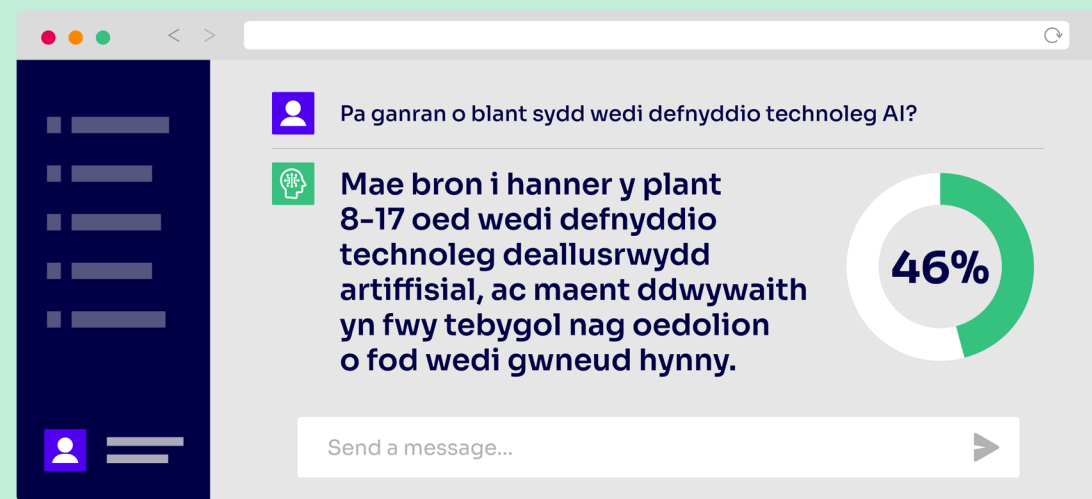 Pa ganran o blant sydd wedi defnyddio technoleg AI?
Mae bron i hanner y plant
8–17 oed wedi defnyddio
technoleg deallusrwydd
artiffisial, ac maent ddwywaith
yn fwy tebygol nag oedolion
o fod wedi gwneud hynny.
46%
Send a message...